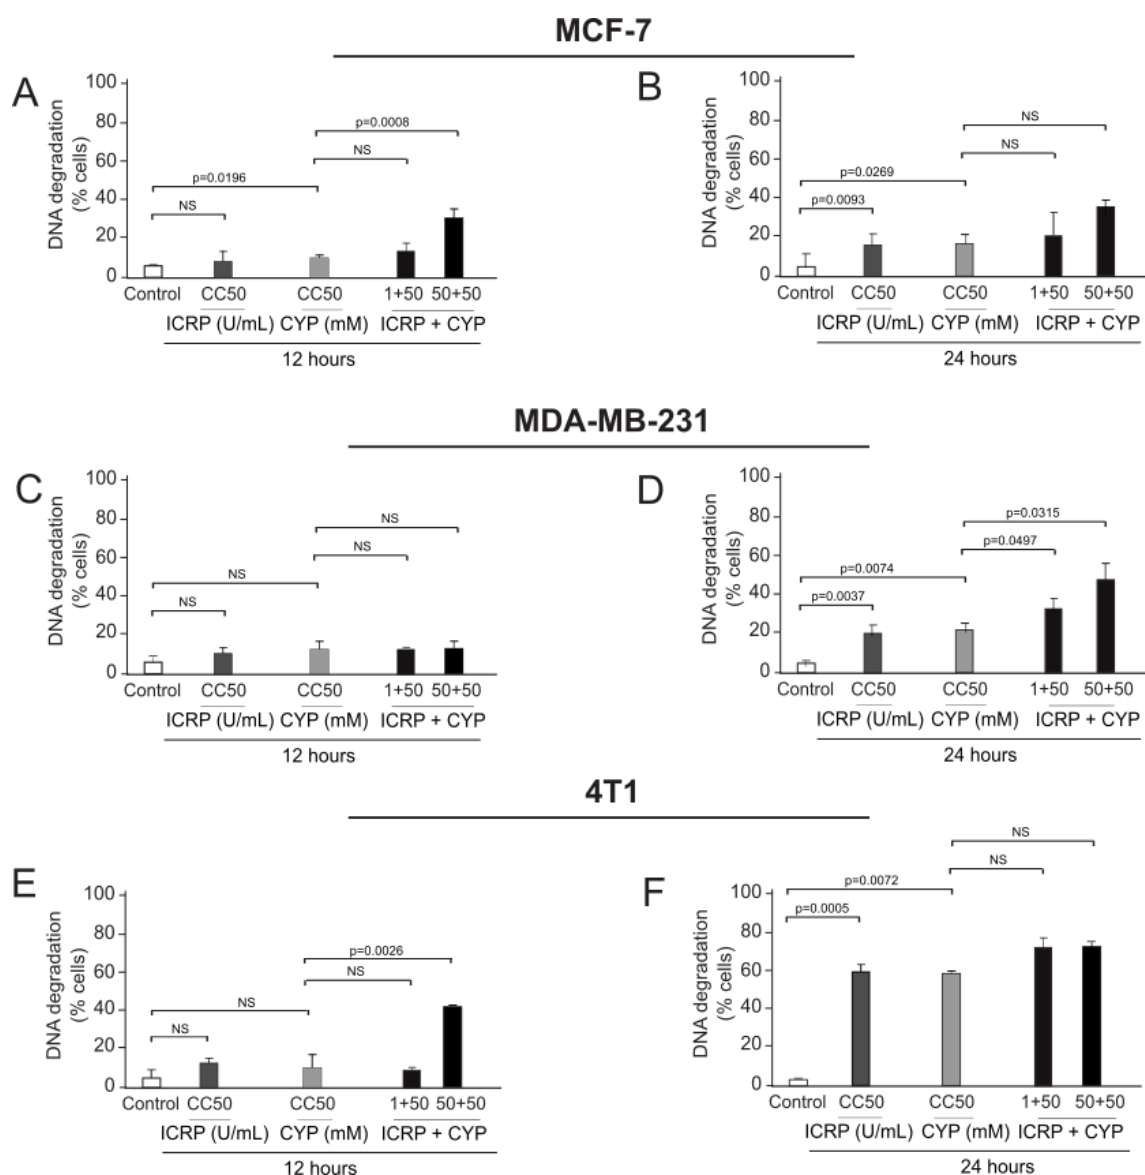 MCF-7
A
DNA degradation
(% cells)
100
80
60
40
20
0
p=0.0008
NS
p=0.0196
NS
Control CC50 CC50 1+50 50+50
ICRP (U/mL) CYP (mM) ICRP + CYP
12 hours
B
DNA degradation
(% cells)
100
80
60
40
20
0
NS
NS
p=0.0269
p=0.0093
Control CC50 CC50 1+50 50+50
ICRP (U/mL) CYP (mM) ICRP + CYP
24 hours
MDA-MB-231
C
DNA degradation
(% cells)
100
80
60
40
20
0
NS
NS
NS
NS
Control CC50 CC50 1+50 50+50
ICRP (U/mL) CYP (mM) ICRP + CYP
12 hours
D
DNA degradation
(% cells)
100
80
60
40
20
0
p=0.0315
p=0.0497
p=0.0074
p=0.0037
Control CC50 CC50 1+50 50+50
ICRP (U/mL) CYP (mM) ICRP + CYP
24 hours
4T1
E
DNA degradation
(% cells)
100
80
60
40
20
0
p=0.0026
NS
NS
NS
Control CC50 CC50 1+50 50+50
ICRP (U/mL) CYP (mM) ICRP + CYP
12 hours
F
DNA degradation
(% cells)
100
80
60
40
20
0
NS
NS
p=0.0072
p=0.0005
Control CC50 CC50 1+50 50+50
ICRP (U/mL) CYP (mM) ICRP + CYP
24 hours